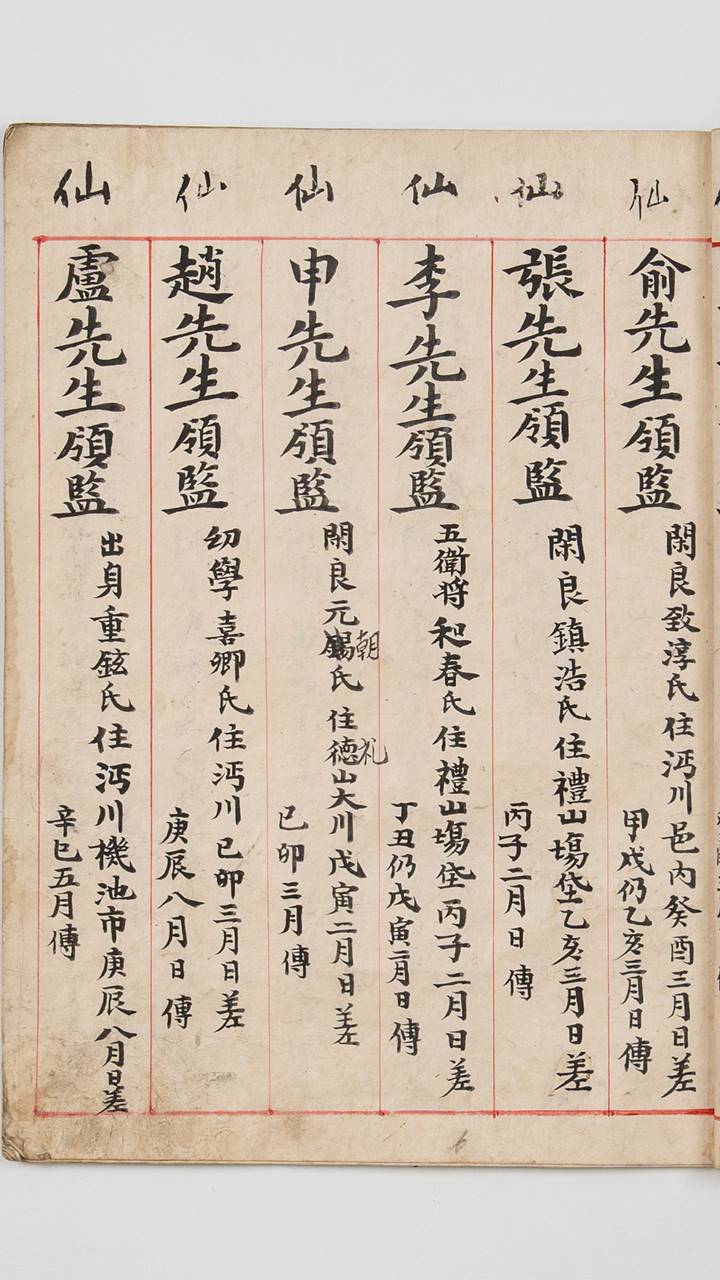 仙
俞先生領監
閑良致淳氏住沔川邑內癸酉三月日差
甲戌仍乙亥三月日傳
仙
張先生領監
閑良鎮浩氏住禮山塲垈乙亥三月日差
丙子二月日傳
仙
李先生領監
五衛将和春氏住禮山塲垈丙子二月日差
丁丑仍戊寅二月日傳
仙
申先生領監
閑良元錫氏住德山大川戊寅二月日差
朝
礼
己卯三月傳
仙
趙先生領監
幼學喜卿氏住沔川己卯三月日差
庚辰八月日傳
仙
盧先生領監
出身重鉉氏住沔川機池市庚辰八月日差
辛巳五月傳